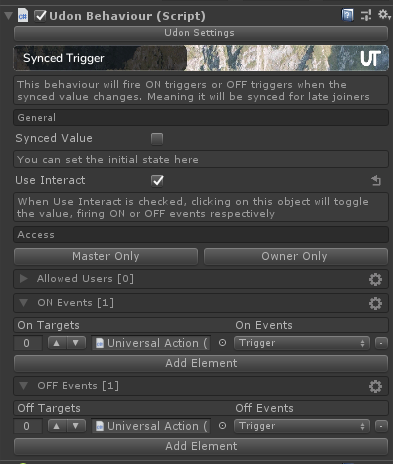 Udon Behaviour (Script)
Udon Settings
Synced Trigger
UT
This behaviour will fire ON triggers or OFF triggers when the
synced value changes. Meaning it will be synced for late joiners
General
Synced Value
You can set the initial state here
Use Interact
When Use Interact is checked, clicking on this object will toggle
the value, firing ON or OFF events respectively
Access
Master Only Owner Only
Allowed Users [0]
ON Events [1]
On Targets On Events
0 Universal Action ( Trigger -
Add Element
OFF Events [1]
Off Targets Off Events
0 Universal Action ( Trigger -
Add Element